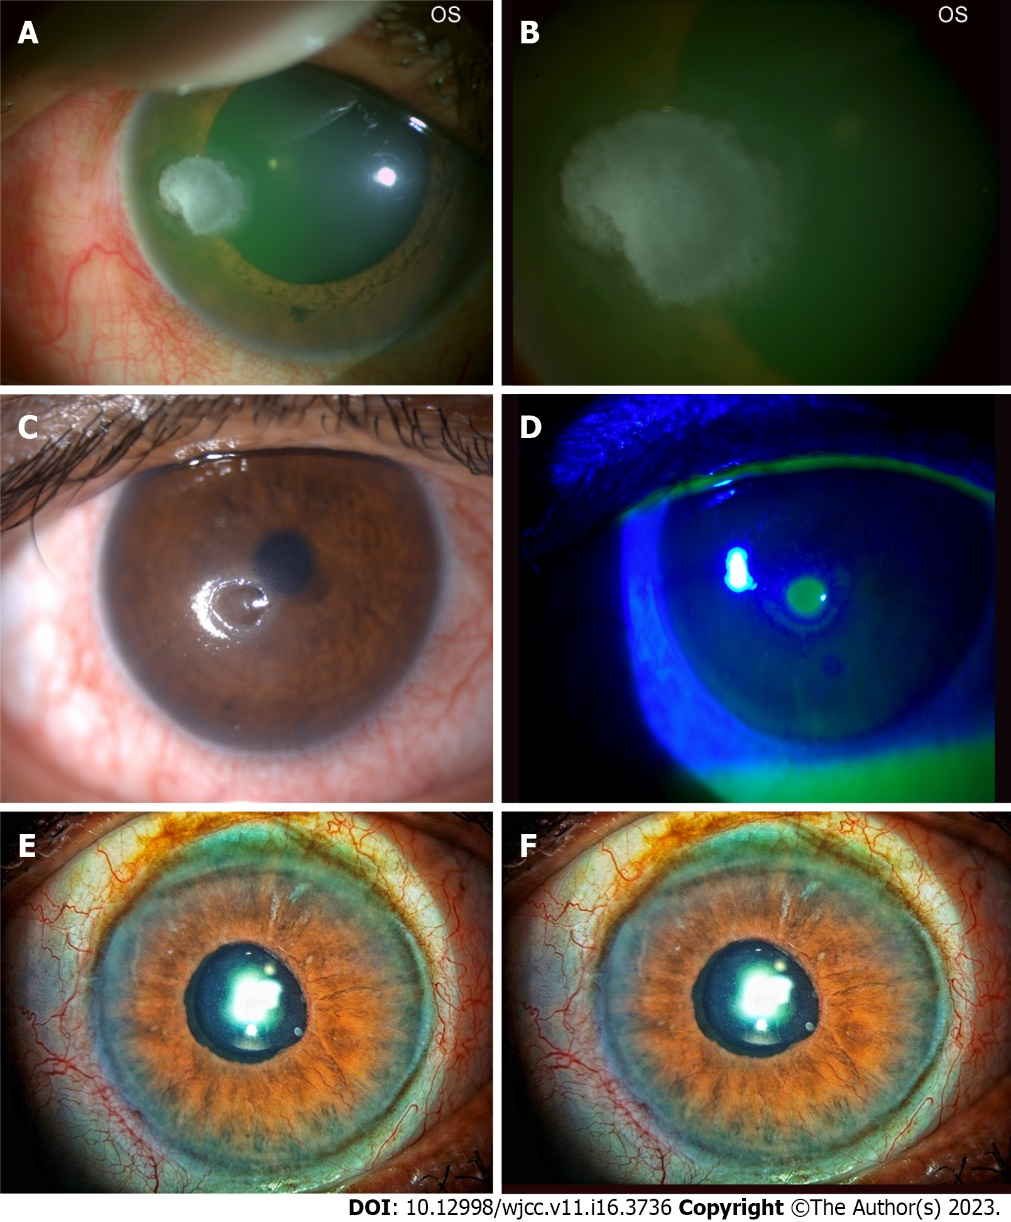 A
OS
B
OS
C
D
E
F
DOI: 10.12998/wjcc.v11.i16.3736 Copyright ©The Author(s) 2023.